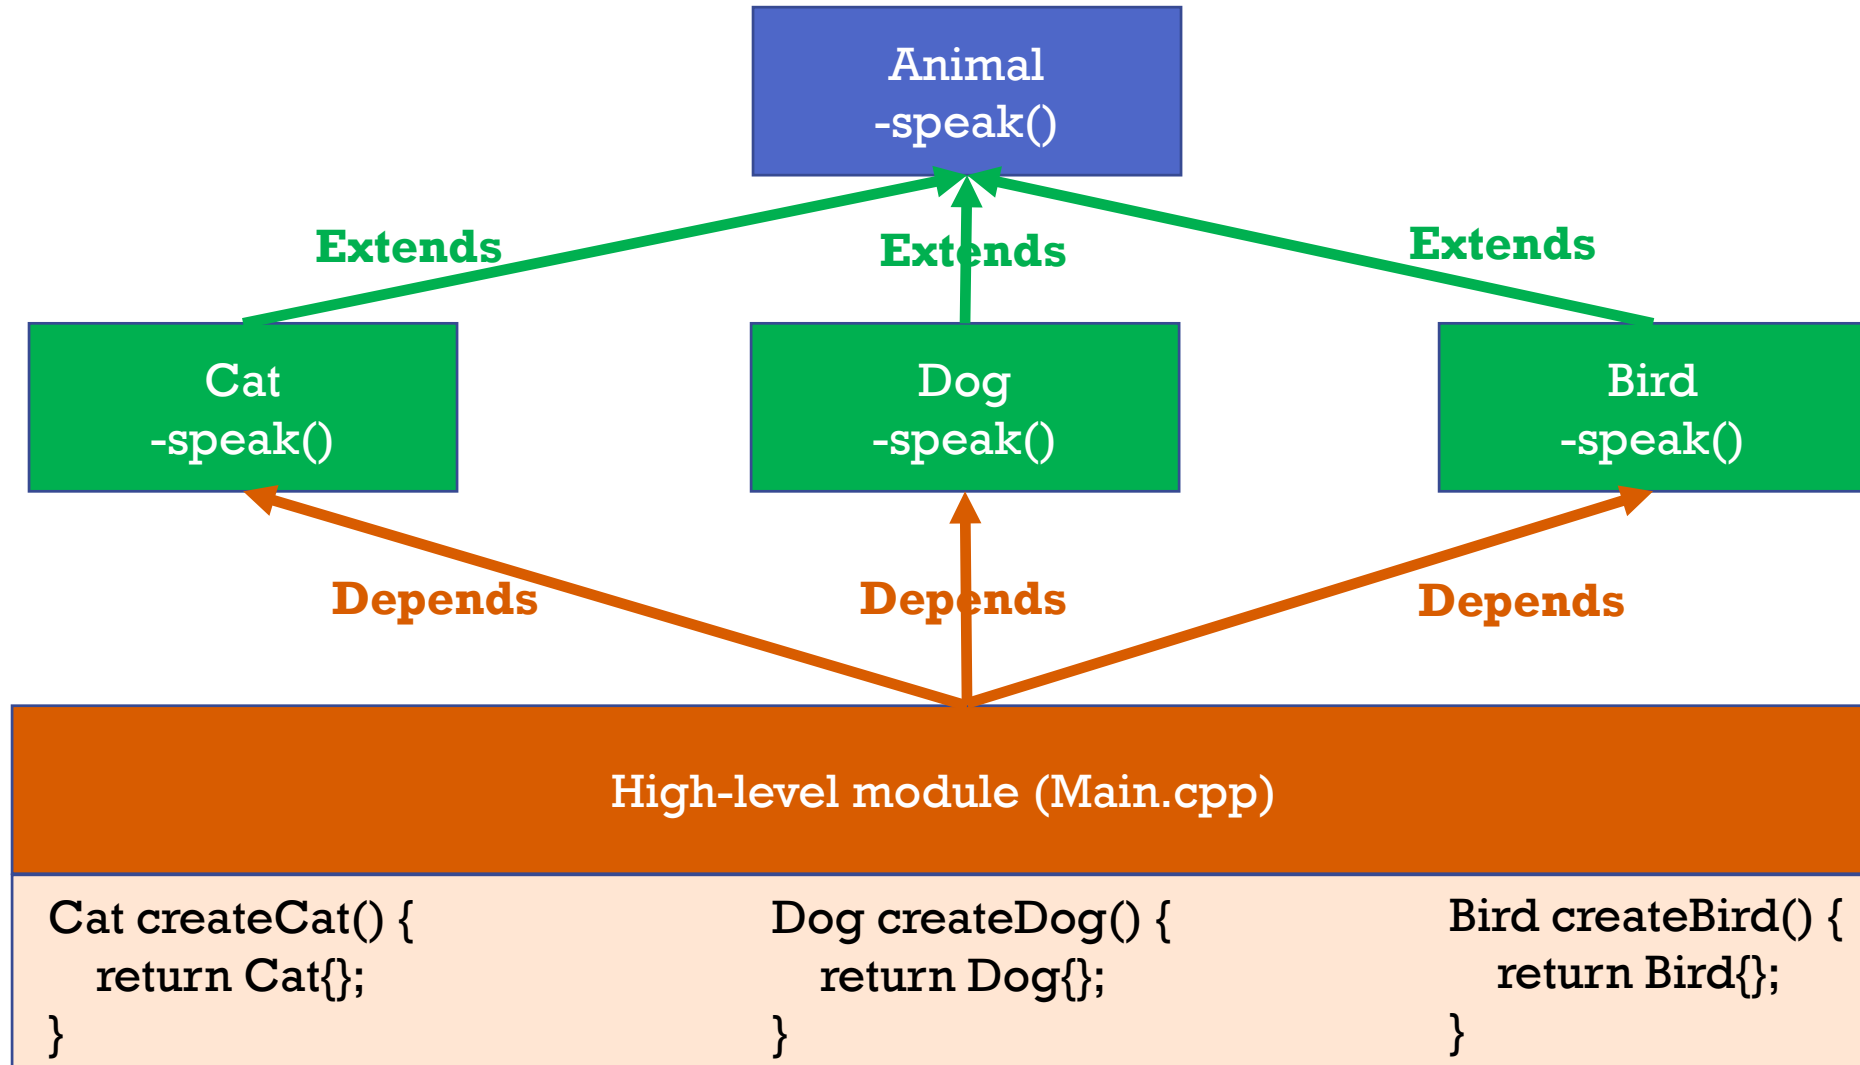 Animal
-speak()
Extends
Extends
Extends
Cat
-speak()
Dog
-speak()
Bird
-speak()
Depends
Depends
Depends
High-level module (Main.cpp)
Cat createCat() {
return Cat{};
}
Dog createDog() {
return Dog{};
}
Bird createBird() {
return Bird{};
}